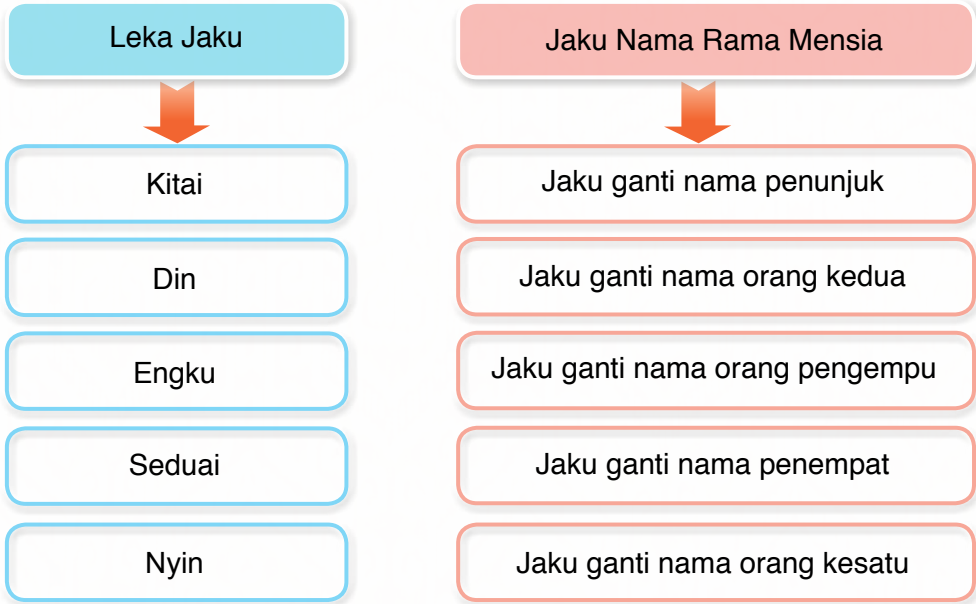 Leka Jaku
Jaku Nama Rama Mensia
Kitai
Jaku ganti nama penunjuk
Din
Jaku ganti nama orang kedua
Engku
Jaku ganti nama orang pengempu
Seduai
Jaku ganti nama penempat
Nyin
Jaku ganti nama orang kesatu